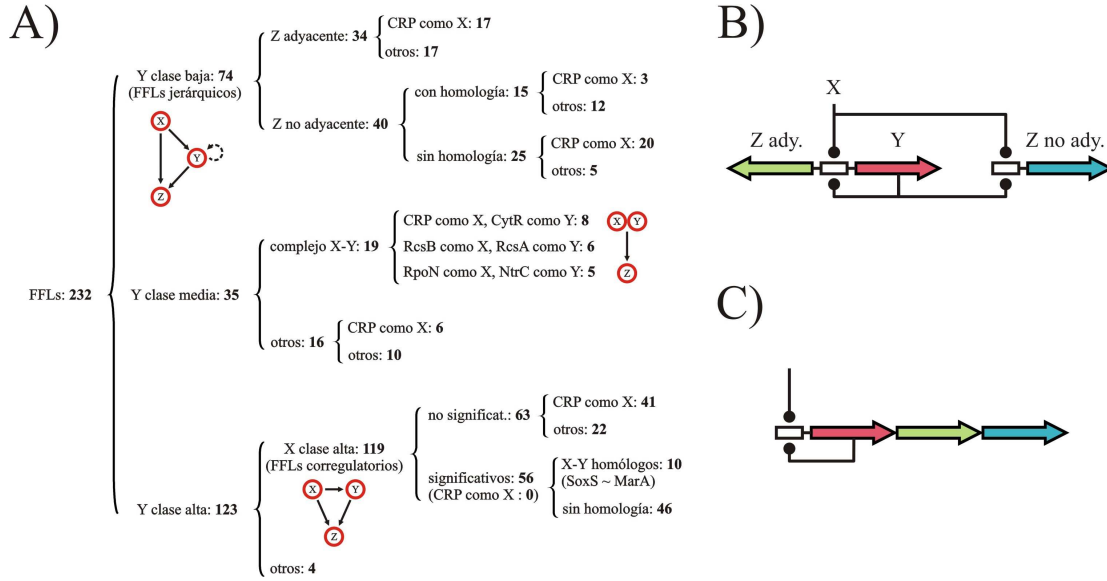 A)
FFLs: 232
Y clase baja: 74
(FFLs jerárquicos)
X
Y
Z
Z adyacente: 34
CRP como X: 17
otros: 17
Z no adyacente: 40
con homología: 15
CRP como X: 3
otros: 12
sin homología: 25
CRP como X: 20
otros: 5
Y clase media: 35
complejo X-Y: 19
CRP como X, CytR como Y: 8
RcsB como X, RcsA como Y: 6
RpoN como X, NtrC como Y: 5
X Y
Z
otros: 16
CRP como X: 6
otros: 10
Y clase alta: 123
X clase alta: 119
(FFLs corregulatorios)
X Y
Z
no significat.: 63
CRP como X: 41
otros: 22
significativos: 56
(CRP como X : 0)
X-Y homólogos: 10
(SoxS ~ MarA)
sin homología: 46
otros: 4
B)
X
Z ady. Y Z no ady.
C)